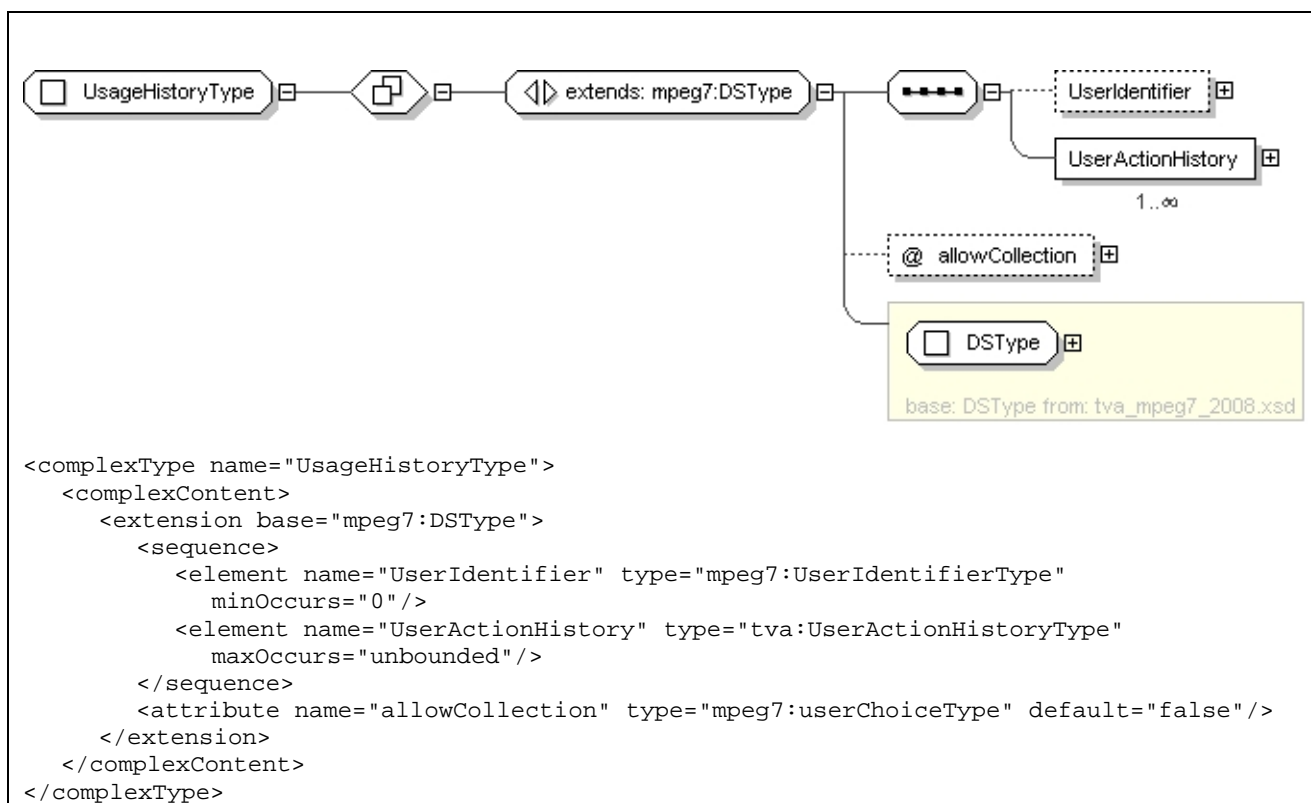 UsageHistoryType
extends: mpeg7:DSType
UserIdentifier
UserActionHistory
1..∞
@ allowCollection
DSType
base: DSType from: tva_mpeg7_2008.xsd
<complexType name="UsageHistoryType">
<complexContent>
<extension base="mpeg7:DSType">
<sequence>
<element name="UserIdentifier" type="mpeg7:UserIdentifierType"
minOccurs="0"/>
<element name="UserActionHistory" type="tva:UserActionHistoryType"
maxOccurs="unbounded"/>
</sequence>
<attribute name="allowCollection" type="mpeg7:userChoiceType" default="false"/>
</extension>
</complexContent>
</complexType>